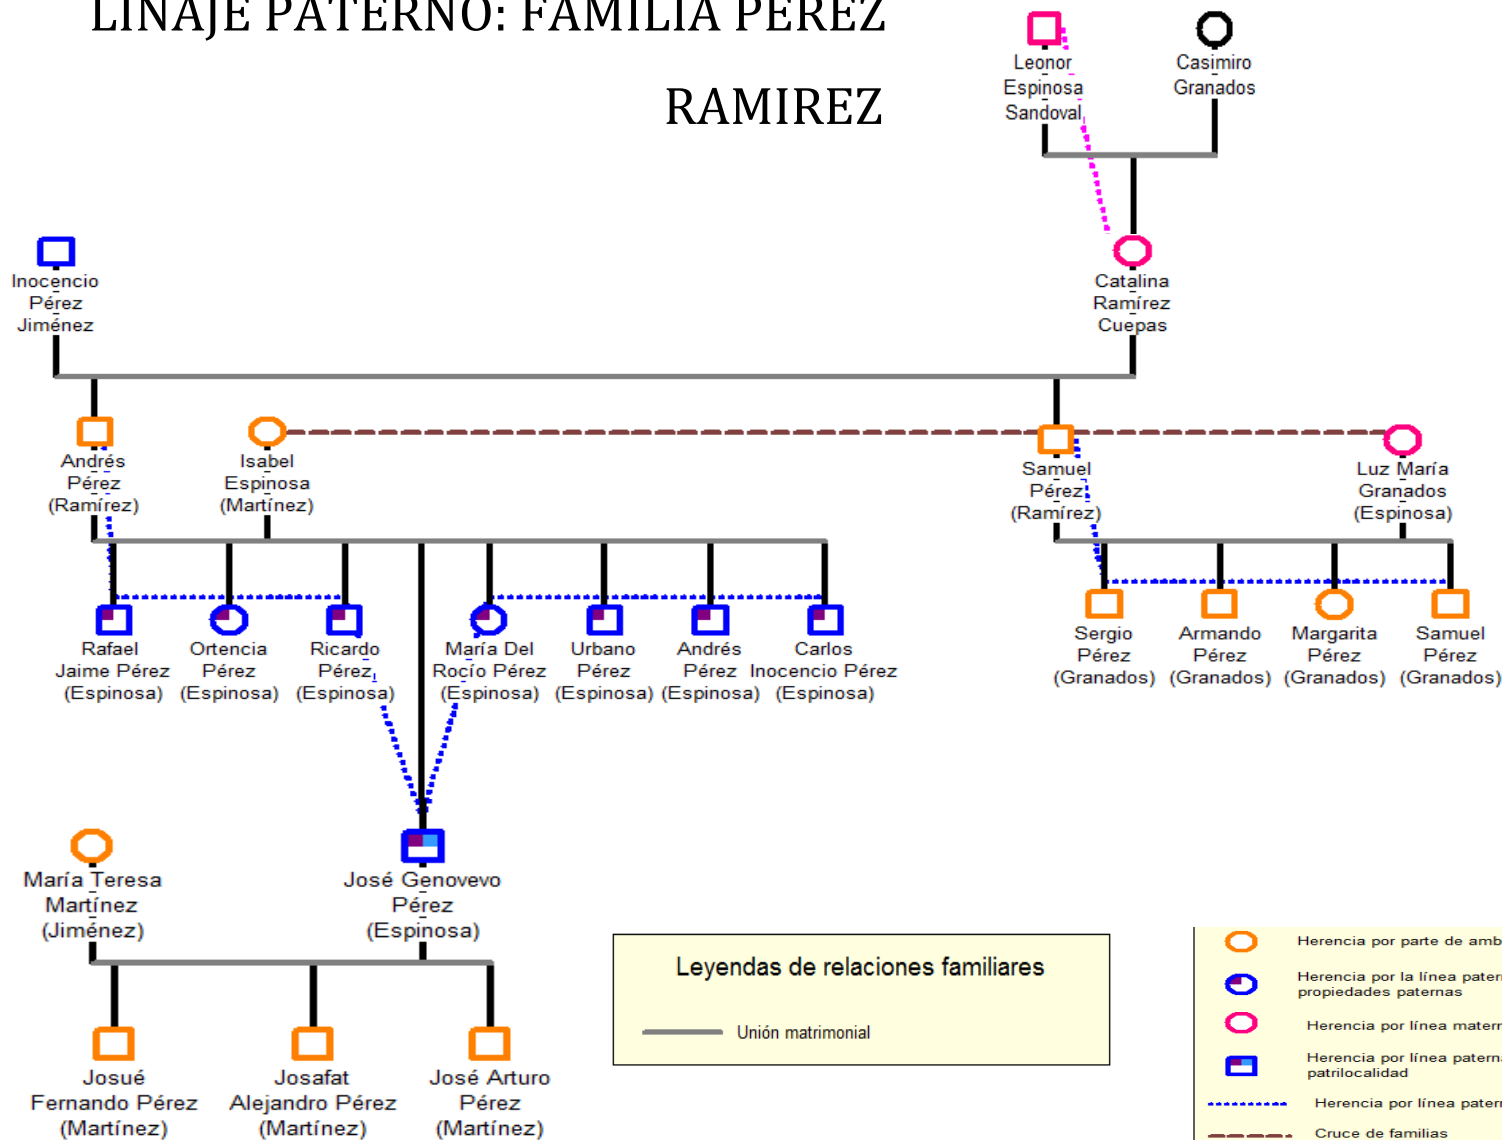 LINAJE PATERNO: FAMILIA PEREZ
RAMIREZ
Leonor
Espinosa
Sandoval
Casimiro
Granados
Inocencio
Pérez
Jiménez
Catalina
Ramírez
Cuepas
Andrés
Pérez
(Ramírez)
Isabel
Espinosa
(Martínez)
Samuel
Pérez
(Ramírez)
Luz María
Granados
(Espinosa)
Rafael
Jaime Pérez
(Espinosa)
Ortencia
Pérez
(Espinosa)
Ricardo
Pérez
(Espinosa)
María Del
Rocío Pérez
(Espinosa)
Urbano
Pérez
(Espinosa)
Andrés
Pérez
(Espinosa)
Carlos
Inocencio Pérez
(Espinosa)
Sergio
Pérez
(Granados)
Armando
Pérez
(Granados)
Margarita
Pérez
(Granados)
Samuel
Pérez
(Granados)
María Teresa
Martínez
(Jiménez)
José Genovevo
Pérez
(Espinosa)
Josué
Fernando Pérez
(Martínez)
Josafat
Alejandro Pérez
(Martínez)
José Arturo
Pérez
(Martínez)
Leyendas de relaciones familiares
Unión matrimonial
Herencia por parte de amb
Herencia por la línea pater
propiedades paternas
Herencia por línea matern
Herencia por línea paterna
patrilocalidad
Herencia por línea patern
Cruce de familias